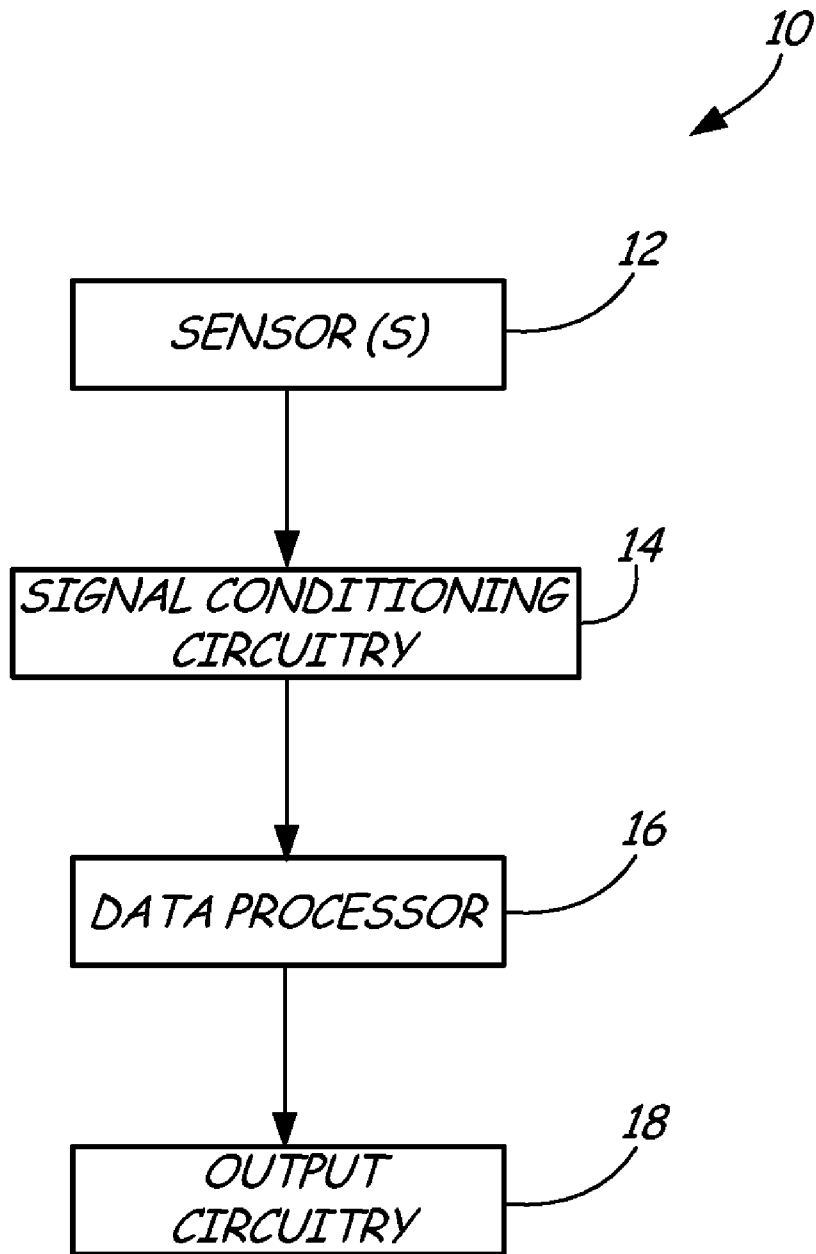 10
12
SENSOR (S)
14
SIGNAL CONDITIONING
CIRCUITRY
16
DATA PROCESSOR
18
OUTPUT
CIRCUITRY